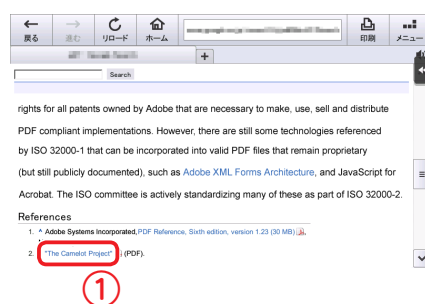 戻る 進む リロード ホーム 印刷 メニュー
+
Search
rights for all patents owned by Adobe that are necessary to make, use, sell and distribute
PDF compliant implementations. However, there are still some technologies referenced
by ISO 32000-1 that can be incorporated into valid PDF files that remain proprietary
(but still publicly documented), such as Adobe XML Forms Architecture, and JavaScript for
Acrobat. The ISO committee is actively standardizing many of these as part of ISO 32000-2.
References
1. ^ Adobe Systems Incorporated,PDF Reference, Sixth edition, version 1.23 (30 MB) .
2. "The Camelot Project" (PDF).
①